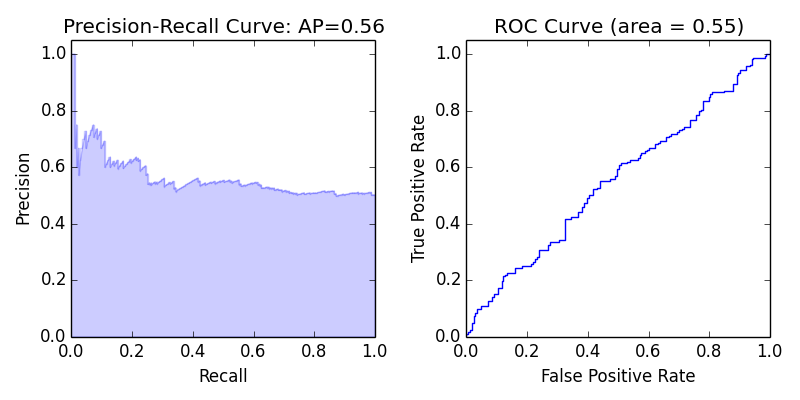 Precision-Recall Curve: AP=0.56
1.0
0.8
0.6
0.4
0.2
0.0
Precision
0.0 0.2 0.4 0.6 0.8 1.0
Recall
ROC Curve (area = 0.55)
1.0
0.8
0.6
0.4
0.2
0.0
True Positive Rate
0.0 0.2 0.4 0.6 0.8 1.0
False Positive Rate